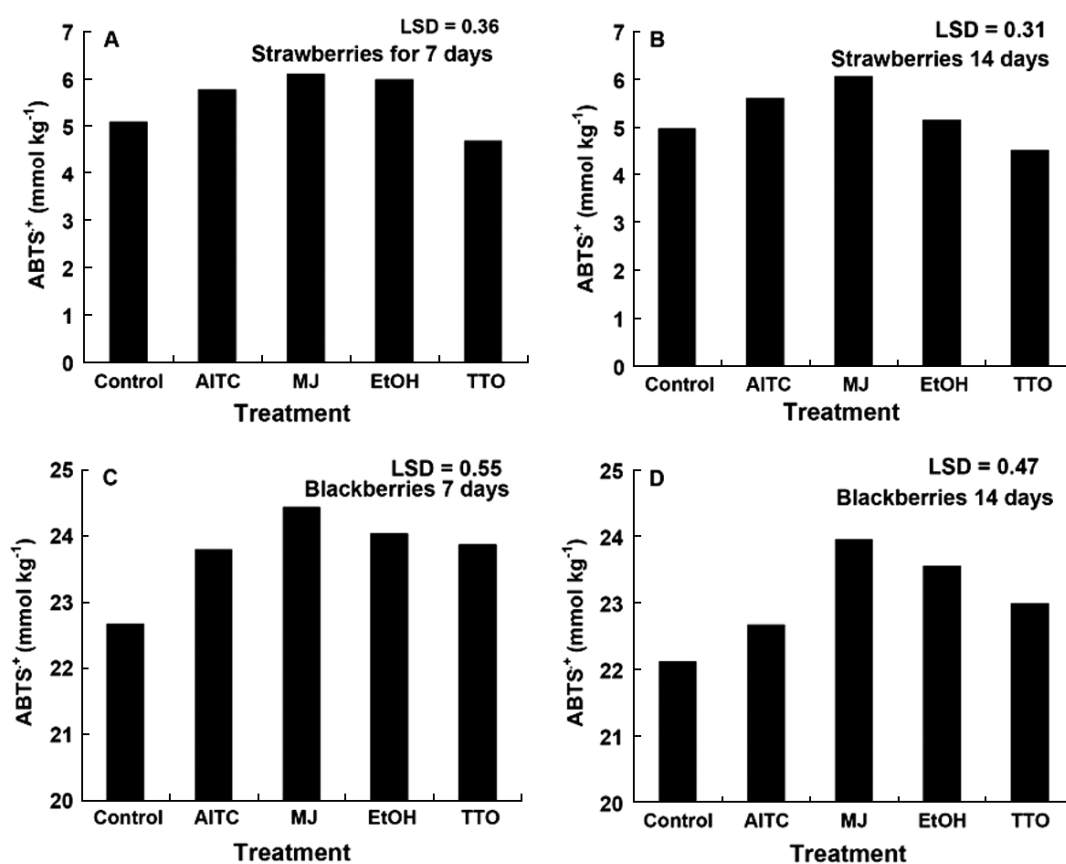 A
LSD = 0.36
Strawberries for 7 days
7
6
5
4
3
2
1
0
ABTS·+ (mmol kg-1)
Control AITC MJ EtOH TTO
Treatment
B
LSD = 0.31
Strawberries 14 days
7
6
5
4
3
2
1
0
ABTS·+ (mmol kg-1)
Control AITC MJ EtOH TTO
Treatment
C
LSD = 0.55
Blackberries 7 days
25
24
23
22
21
20
ABTS·+ (mmol kg-1)
Control AITC MJ EtOH TTO
Treatment
D
LSD = 0.47
Blackberries 14 days
25
24
23
22
21
20
ABTS·+ (mmol kg-1)
Control AITC MJ EtOH TTO
Treatment